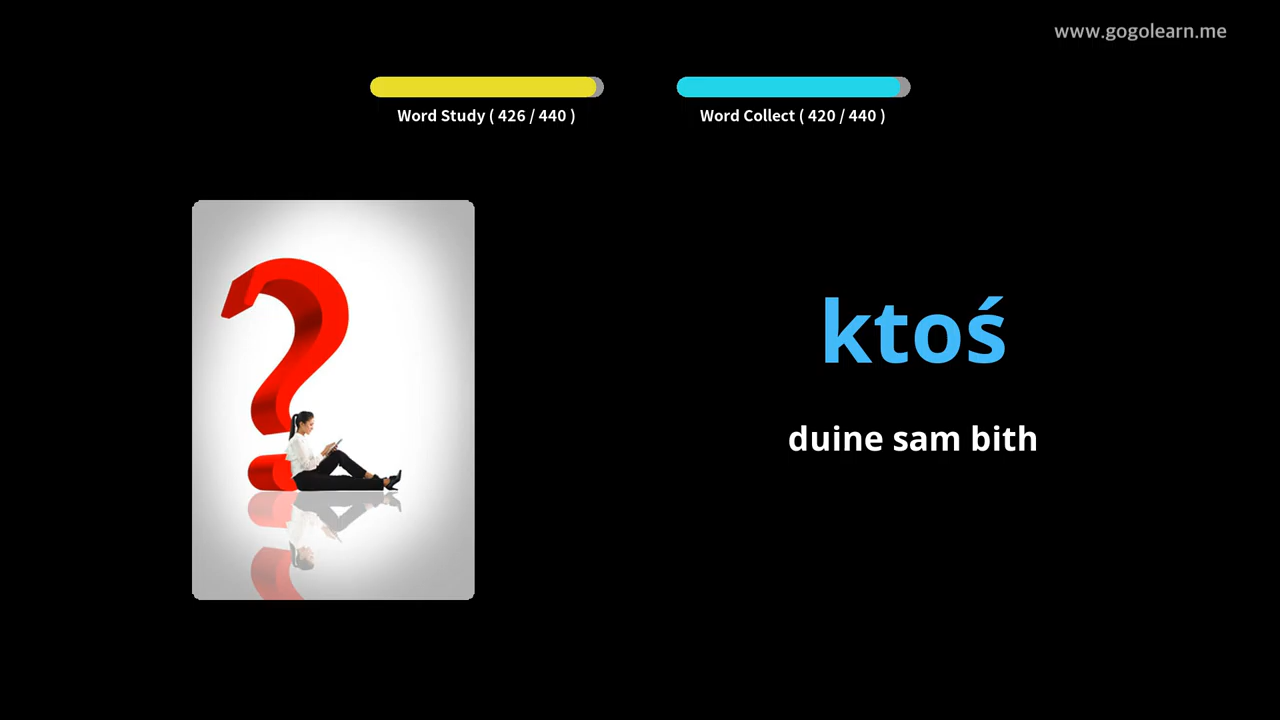 www.gogolearn.me
Word Study ( 426 / 440 )
Word Collect ( 420 / 440 )
ktoś
duine sam bith